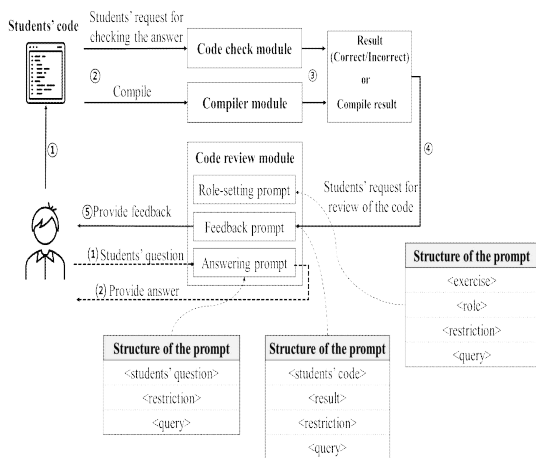 Students' code
Students' request for
checking the answer
Code check module
②
Compile
Compiler module
③
Result
(Correct/Incorrect)
or
Compile result
①
④
Code review module
Role-setting prompt
Students' request for
review of the code
⑤Provide feedback
Feedback prompt
(1) Students' question
Answering prompt
(2) Provide answer
Structure of the prompt
<exercise>
<role>
<restriction>
<query>
Structure of the prompt
<students' question>
<restriction>
<query>
Structure of the prompt
<students' code>
<result>
<restriction>
<query>